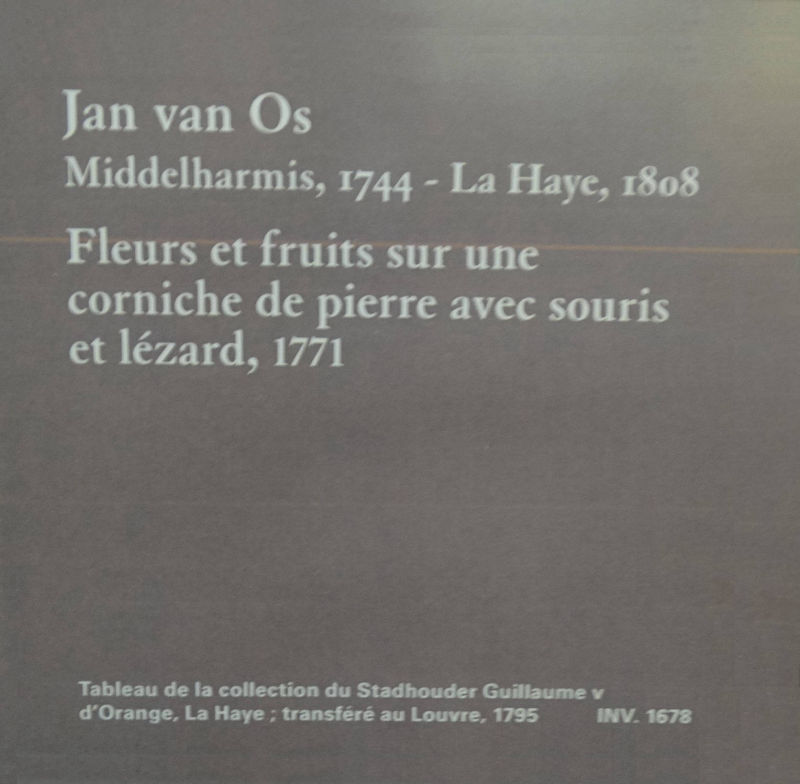 Jan van Os
Middelharmis, 1744 - La Haye, 1808
Fleurs et fruits sur une
corniche de pierre avec souris
et lézard, 1771
Tableau de la collection du Stadhouder Guillaume v
d'Orange, La Haye ; transféré au Louvre, 1795 INV. 1678